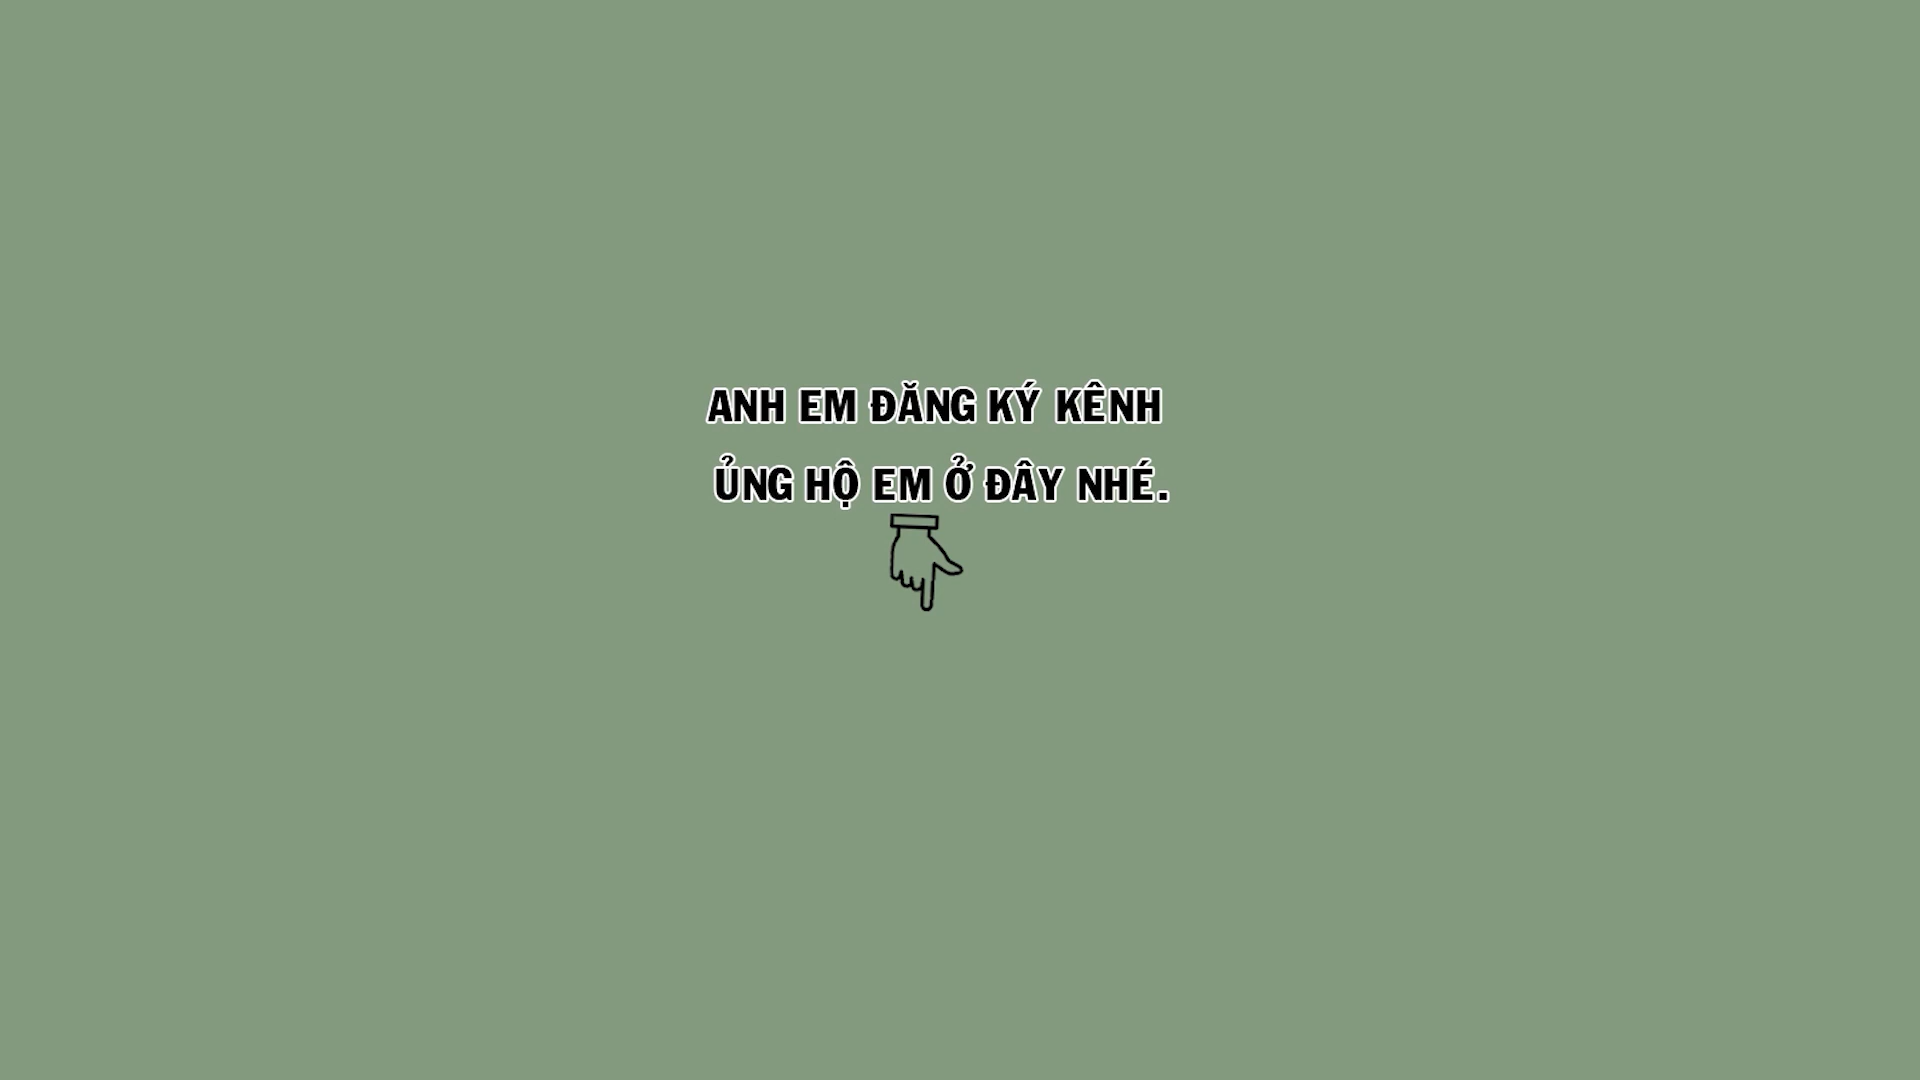 ANH EM ĐĂNG KÝ KÊNH
ỦNG HỘ EM Ở ĐÂY NHÉ.